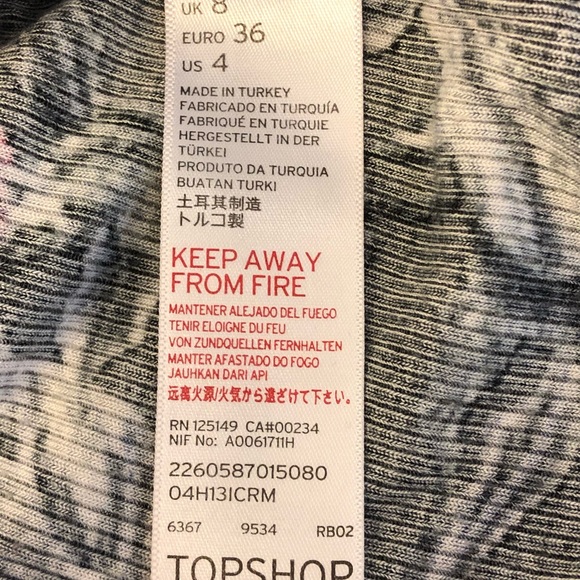 UK 8
EURO 36
US 4
MADE IN TURKEY
FABRICADO EN TURQUÍA
FABRIQUÉ EN TURQUIE
HERGESTELLT IN DER
TÜRKEI
PRODUTO DA TURQUIA
BUATAN TURKI
土耳其制造
トルコ製
KEEP AWAY
FROM FIRE
MANTENER ALEJADO DEL FUEGO
TENIR ELOIGNE DU FEU
VON ZUNDQUELLEN FERNHALTEN
MANTER AFASTADO DO FOGO
JAUHKAN DARI API
远离火源/火気から遠ざけて下さい。
RN 125149 CA#00234
NIF No: A0061711H
2260587015080
04H13ICRM
6367 9534 RB02
TOPSHOP